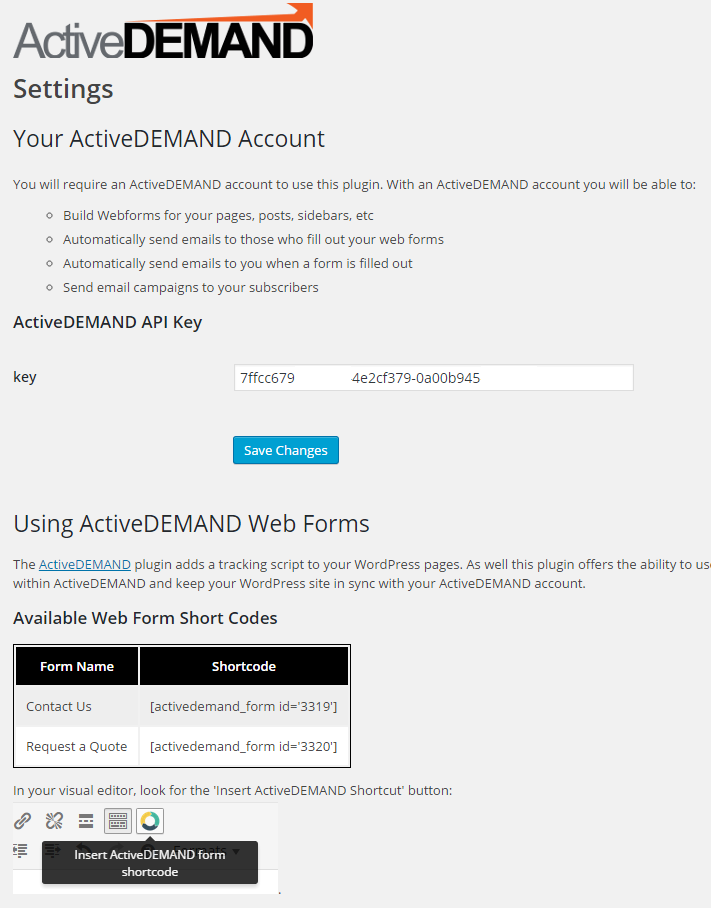 ActiveDEMAND
Settings
Your ActiveDEMAND Account
You will require an ActiveDEMAND account to use this plugin. With an ActiveDEMAND account you will be able to:
Build Webforms for your pages, posts, sidebars, etc
Automatically send emails to those who fill out your web forms
Automatically send emails to you when a form is filled out
Send email campaigns to your subscribers
ActiveDEMAND API Key
key
7ffcc679 4e2cf379-0a00b945
Save Changes
Using ActiveDEMAND Web Forms
The ActiveDEMAND plugin adds a tracking script to your WordPress pages. As well this plugin offers the ability to us
within ActiveDEMAND and keep your WordPress site in sync with your ActiveDEMAND account.
Available Web Form Short Codes
Form Name Shortcode
Contact Us [activedemand_form id='3319']
Request a Quote [activedemand_form id='3320']
In your visual editor, look for the 'Insert ActiveDEMAND Shortcut' button:
Insert ActiveDEMAND form
shortcode